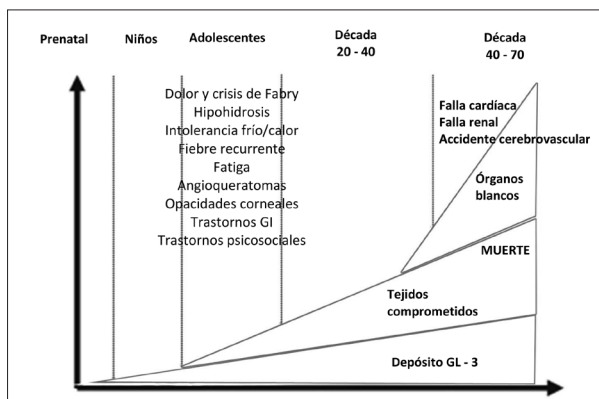 Prenatal
Niños
Adolescentes
Década
20 - 40
Década
40 - 70
Dolor y crisis de Fabry
Hipohidrosis
Intolerancia frío/calor
Fiebre recurrente
Fatiga
Angioqueratomas
Opacidades corneales
Trastornos GI
Trastornos psicosociales
Falla cardíaca
Falla renal
Accidente cerebrovascular
Órganos
blancos
MUERTE
Tejidos
comprometidos
Depósito GL - 3